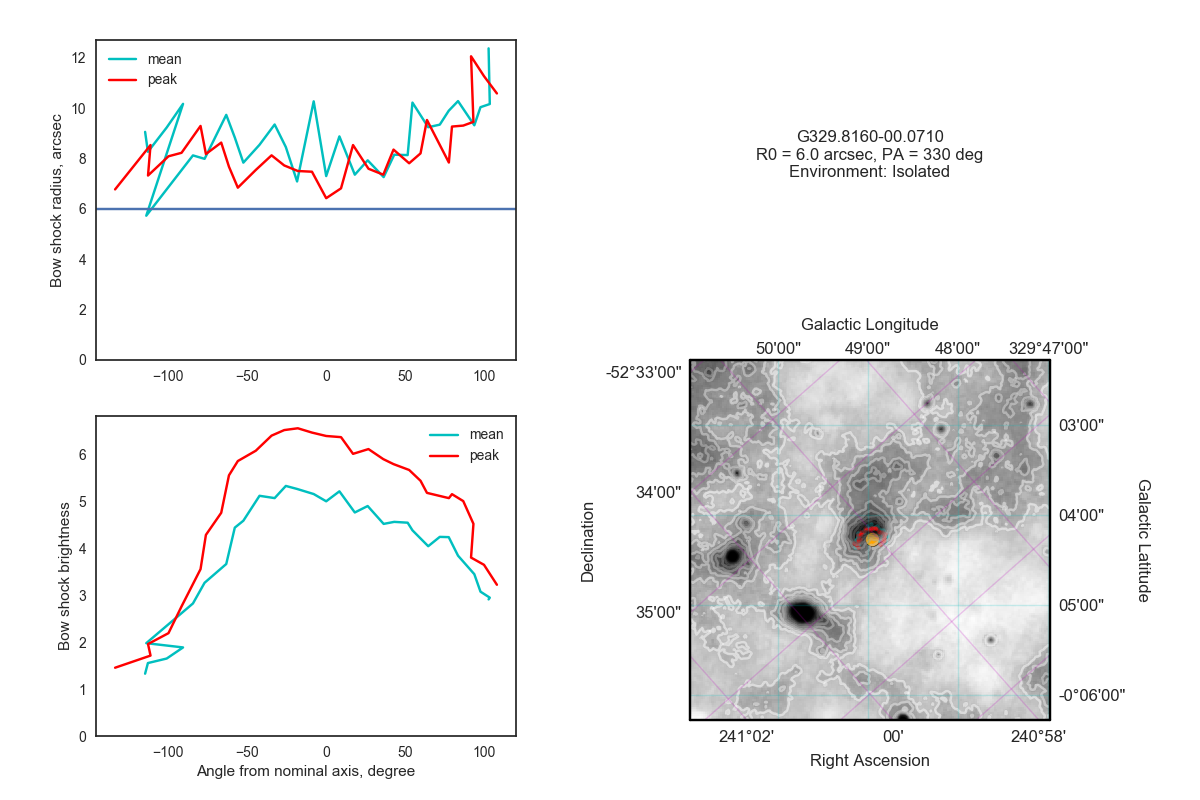 12
10
8
6
4
2
0
Bow shock radius, arcsec
mean
peak
−100
−50
0
50
100
6
5
4
3
2
1
0
Bow shock brightness
mean
peak
−100
−50
0
50
100
Angle from nominal axis, degree
G329.8160-00.0710
R0 = 6.0 arcsec, PA = 330 deg
Environment: Isolated
Galactic Longitude
50'00" 49'00" 48'00" 329°47'00"
-52°33'00"
34'00"
35'00"
Declination
03'00"
04'00"
05'00"
-0°06'00"
Galactic Latitude
241°02' 00' 240°58'
Right Ascension